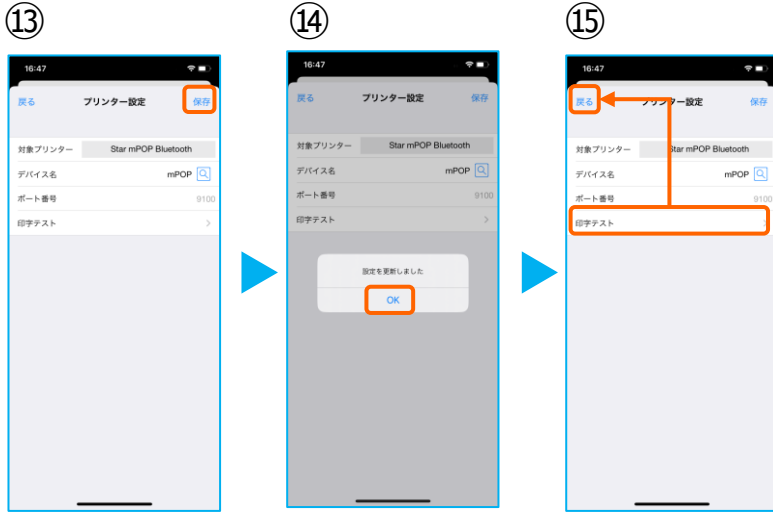 ⑬
16:47
戻る プリンター設定 保存
対象プリンター Star mPOP Bluetooth
デバイス名 mPOP
ポート番号 9100
印字テスト
⑭
16:47
戻る プリンター設定 保存
対象プリンター Star mPOP Bluetooth
デバイス名 mPOP
ポート番号 9100
印字テスト
設定を更新しました
OK
⑮
16:47
戻る プリンター設定 保存
対象プリンター Star mPOP Bluetooth
デバイス名 mPOP
ポート番号 9100
印字テスト